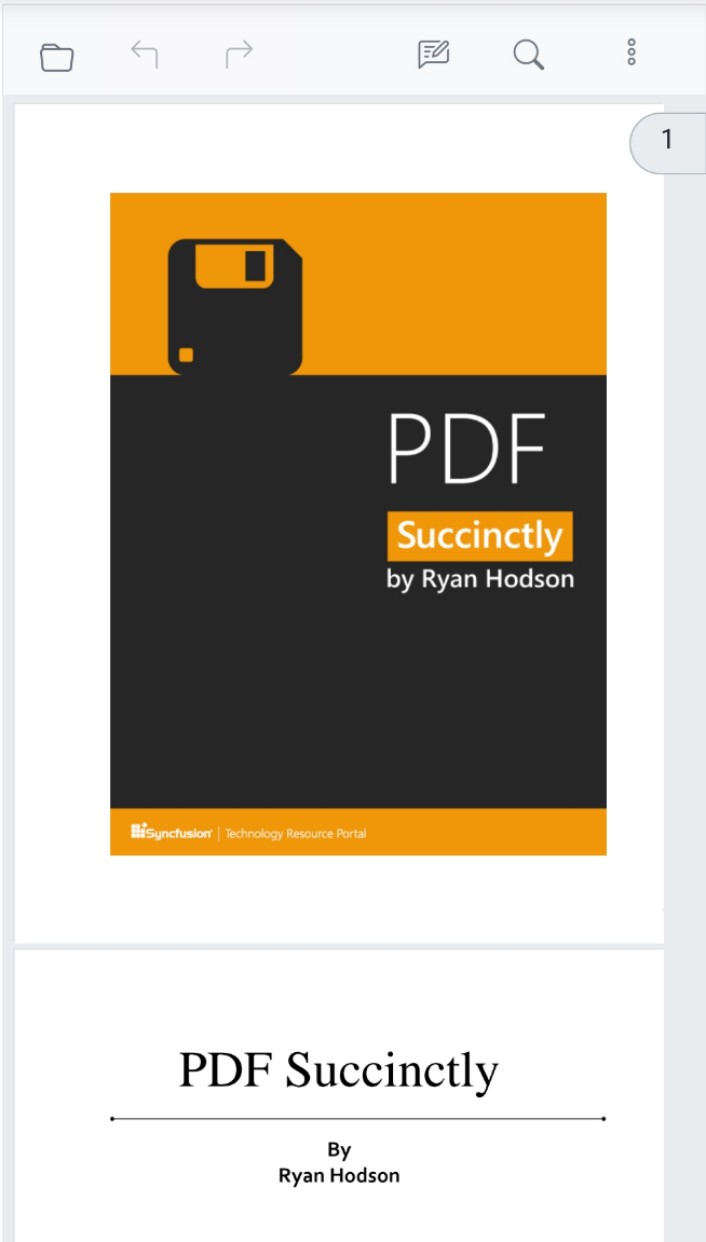 1
PDF
Succinctly
by Ryan Hodson
Syncfusion | Technology Resource Portal
PDF Succinctly
By
Ryan Hodson